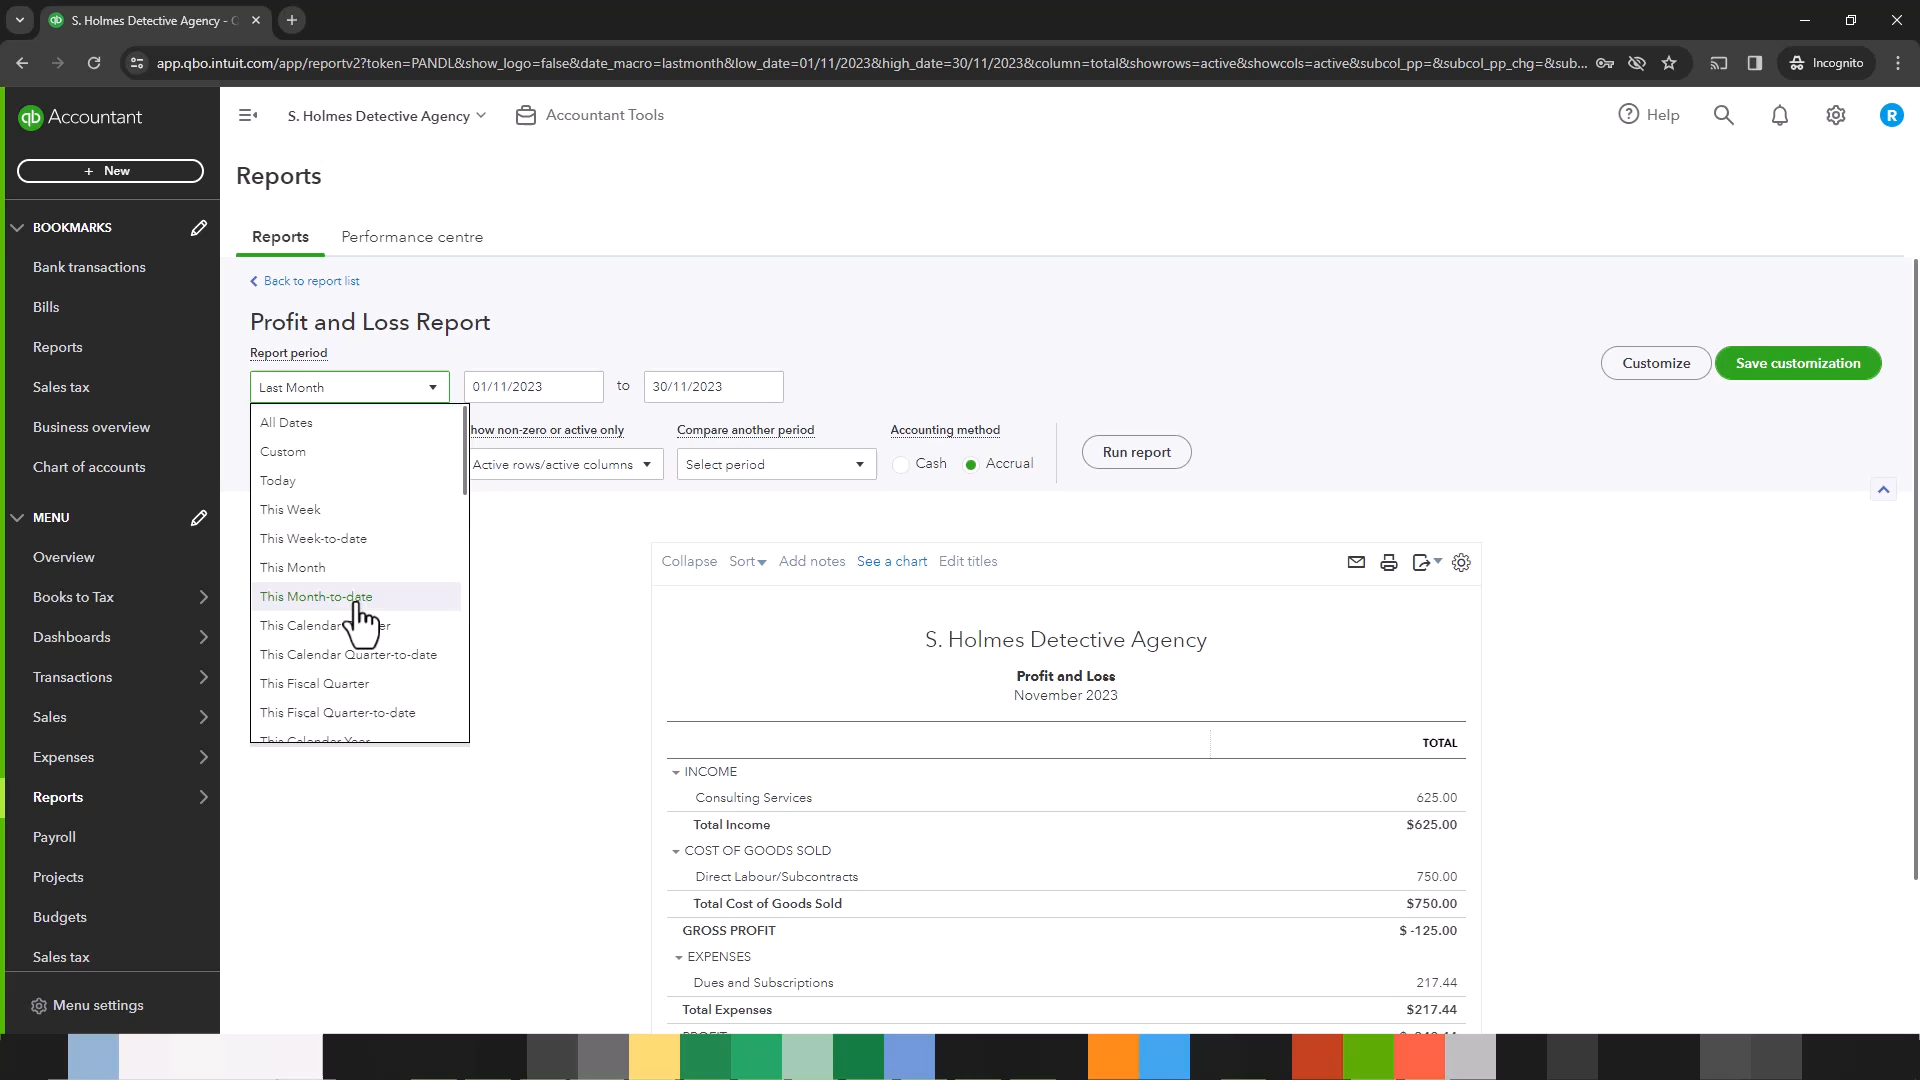 S. Holmes Detective Agency - 
app.qbo.intuit.com/app/reportv2?token=PANDL&show_logo=false&date_macro=lastmonth&low_date=01/11/2023&high_date=30/11/2023&column=total&showrows=active&showcols=active&subcol_pp=&subcol_pp_chg=&sub...
Incognito
qb Accountant
S. Holmes Detective Agency
Accountant Tools
Help
R
+ New
Reports
BOOKMARKS
Bank transactions
Bills
Reports
Sales tax
Business overview
Chart of accounts
MENU
Overview
Books to Tax
Dashboards
Transactions
Sales
Expenses
Reports
Payroll
Projects
Budgets
Sales tax
Menu settings
Reports
Performance centre
Back to report list
Profit and Loss Report
Report period
Last Month
01/11/2023
to
30/11/2023
Customize
Save customization
All Dates
Custom
Today
This Week
This Week-to-date
This Month
This Month-to-date
This Calendar
This Calendar Quarter-to-date
This Fiscal Quarter
This Fiscal Quarter-to-date
This Calendar Year
how non-zero or active only
Active rows/active columns
Compare another period
Select period
Accounting method
Cash
Accrual
Run report
Collapse
Sort
Add notes
See a chart
Edit titles
S. Holmes Detective Agency
Profit and Loss
November 2023
TOTAL
INCOME
Consulting Services 625.00
Total Income $625.00
COST OF GOODS SOLD
Direct Labour/Subcontracts 750.00
Total Cost of Goods Sold $750.00
GROSS PROFIT $ -125.00
EXPENSES
Dues and Subscriptions 217.44
Total Expenses $217.44